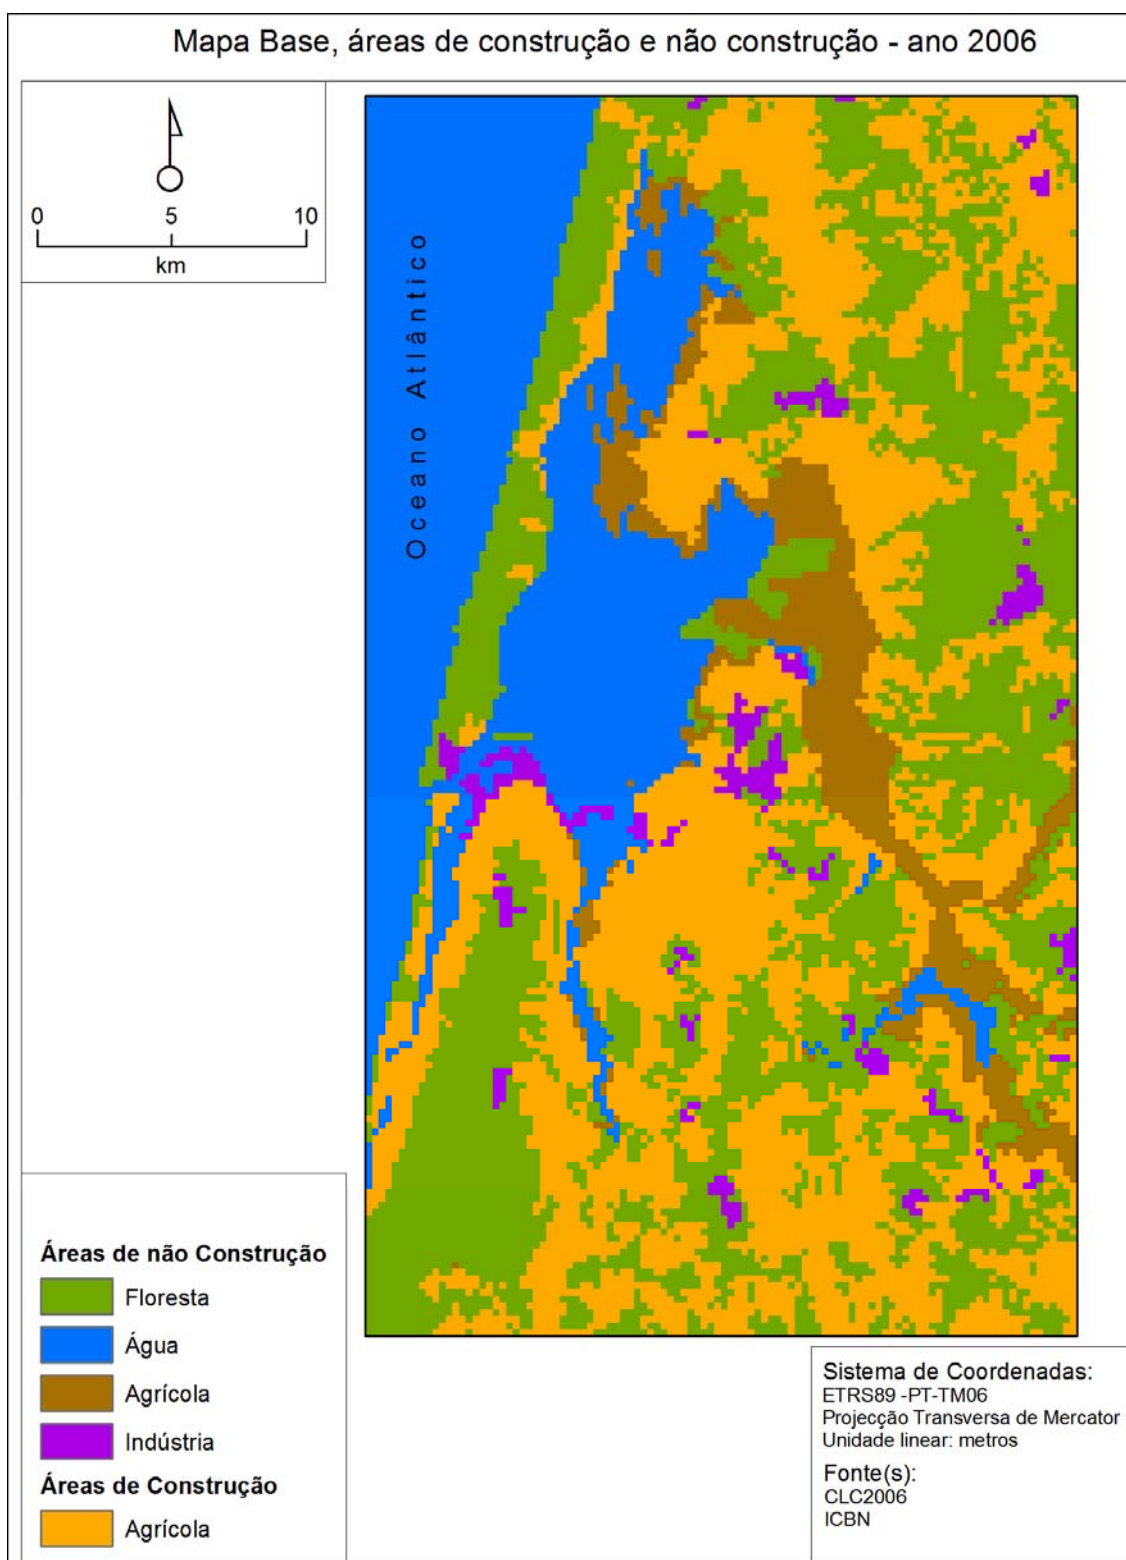 Mapa Base, áreas de construção e não construção - ano 2006
0 5 10
km
Oceano Atlântico
Áreas de não Construção
Floresta
Água
Agrícola
Indústria
Áreas de Construção
Agrícola
Sistema de Coordenadas:
ETRS89 -PT-TM06
Projecção Transversa de Mercator
Unidade linear: metros
Fonte(s):
CLC2006
ICBN